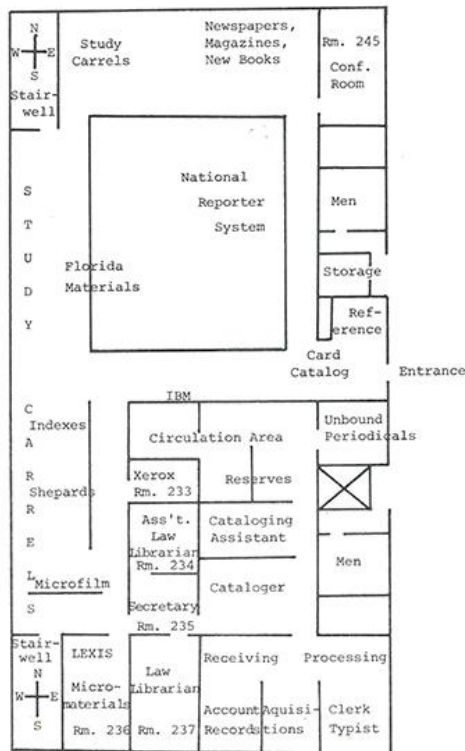 N
W E
S
Stair-
well
Study
Carrels
Newspapers,
Magazines,
New Books
Rm. 245
Conf.
Room
Men
National
Reporter
System
Storage
Florida
Materials
S
T
U
D
Y
Ref-
erence
Card
Catalog
Entrance
IBM
C
A
R
R
E
L
S
Indexes
Circulation Area
Unbound
Periodicals
Shepards
Xerox
Rm. 233
Reserves
Ass't.
Law
Librarian
Rm. 234
Cataloging
Assistant
Men
Microfilm
Cataloger
Secretary
Rm. 235
Stair-
well
N
W E
S
LEXIS
Micro-
materials
Rm. 236
Law
Librarian
Rm. 237
Receiving Processing
Account
Records
Aquisi-
tions
Clerk
Typist